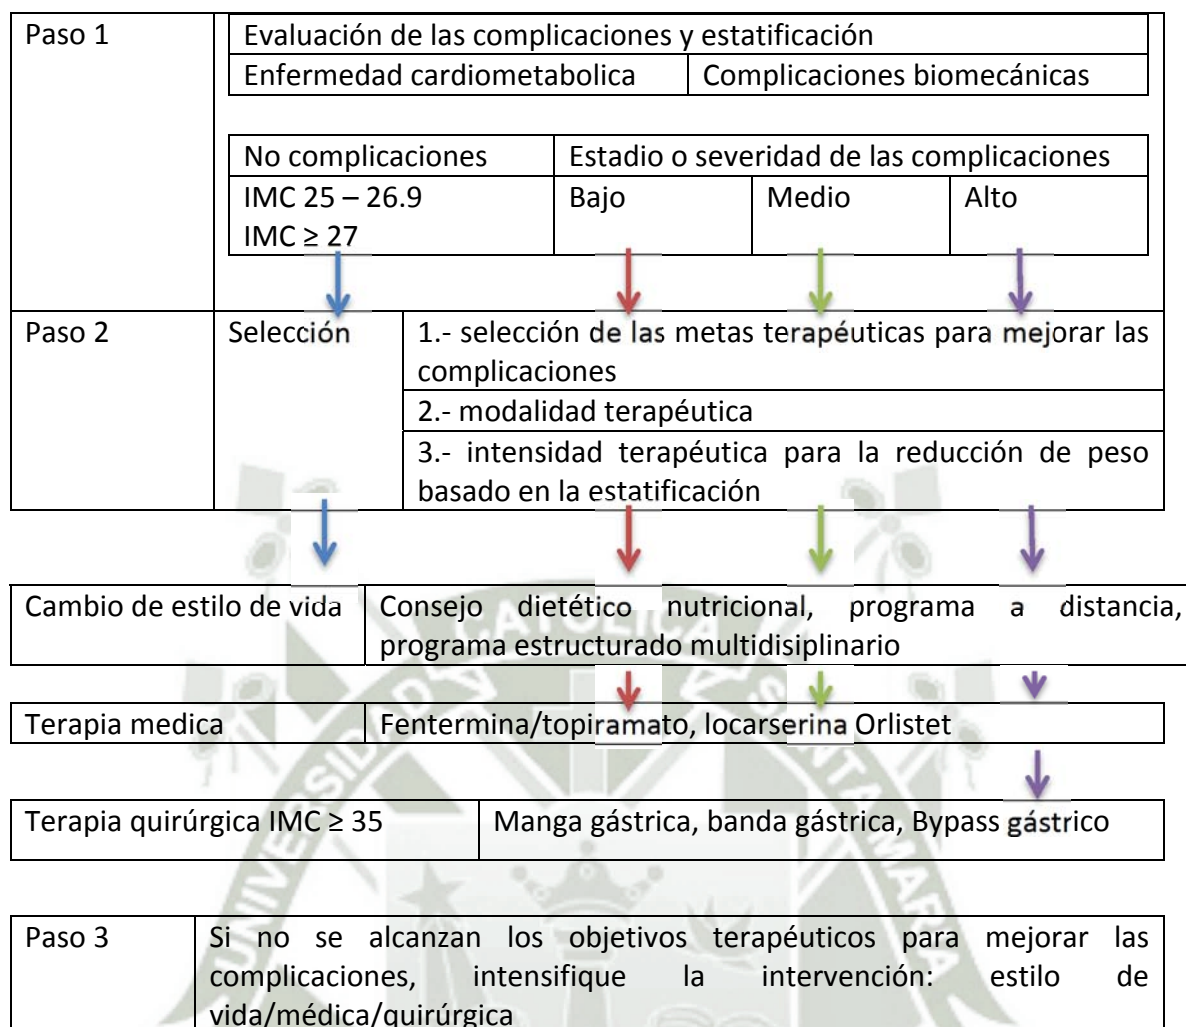 Paso 1
Evaluación de las complicaciones y estatificación
Enfermedad cardiometabolica
Complicaciones biomecánicas
No complicaciones
Estadio o severidad de las complicaciones
IMC 25 – 26.9
IMC ≥ 27
Bajo
Medio
Alto
Paso 2
Selección
1.- selección de las metas terapéuticas para mejorar las
complicaciones
2.- modalidad terapéutica
3.- intensidad terapéutica para la reducción de peso
basado en la estatificación
Cambio de estilo de vida
Consejo dietético nutricional, programa a distancia,
programa estructurado multidisiplinario
Terapia medica
Fentermina/topiramato, locarserina Orlistet
Terapia quirúrgica IMC ≥ 35
Manga gástrica, banda gástrica, Bypass gástrico
Paso 3
Si no se alcanzan los objetivos terapéuticos para mejorar las
complicaciones, intensifique la intervención: estilo de
vida/médica/quirúrgica
UNIVERSIDAD CATOLICA SANTA MARIA